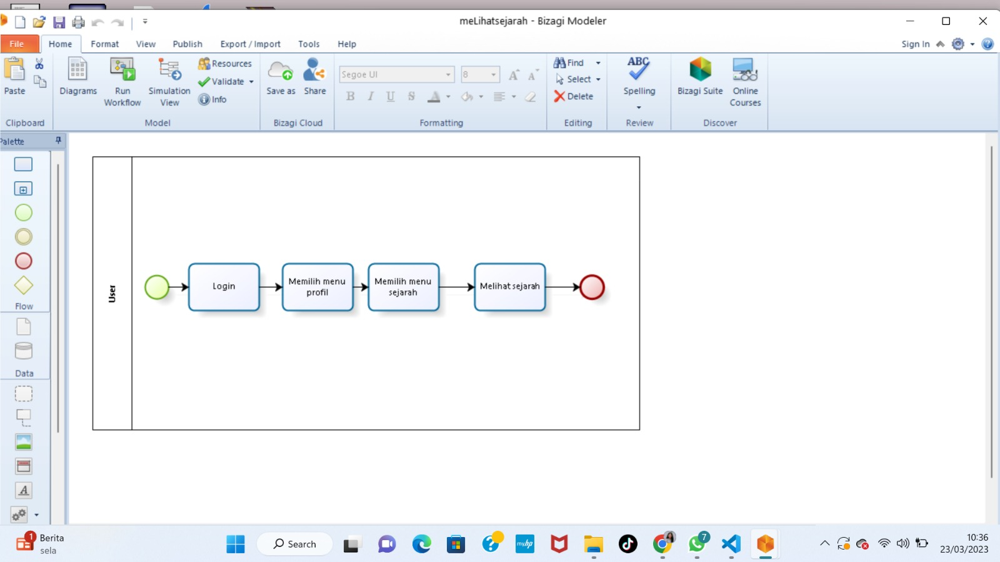 meLihatsejarah - Bizagi Modeler
File
Home
Format
View
Publish
Export / Import
Tools
Help
Sign In
Paste
Clipboard
Diagrams
Run
Workflow
Simulation
View
Resources
Validate
Info
Model
Save as
Share
Bizagi Cloud
Segoe UI
8
A
A
B
I
U
S
A
Formatting
Find
Select
Delete
Editing
ABC
Spelling
Review
Bizagi Suite
Online
Courses
Discover
Palette
Flow
Data
A
User
Login
Memilih menu
profil
Memilih menu
sejarah
Melihat sejarah
1
Berita
sela
Search
myhp
7
10:36
23/03/2023